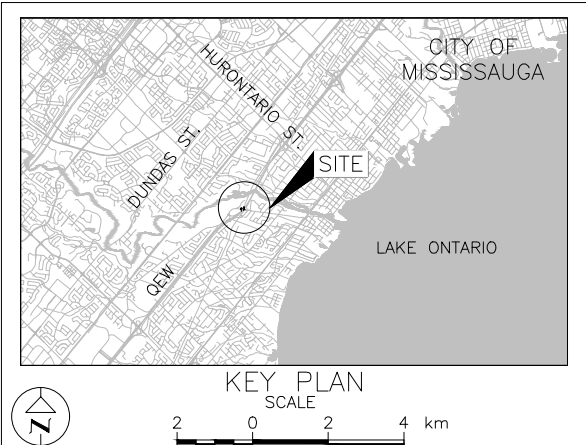 CITY OF
MISSISSAUGA
HURONTARIO ST.
DUNDAS ST.
SITE
LAKE ONTARIO
QEW
KEY PLAN
SCALE
2 0 2 4 km
N